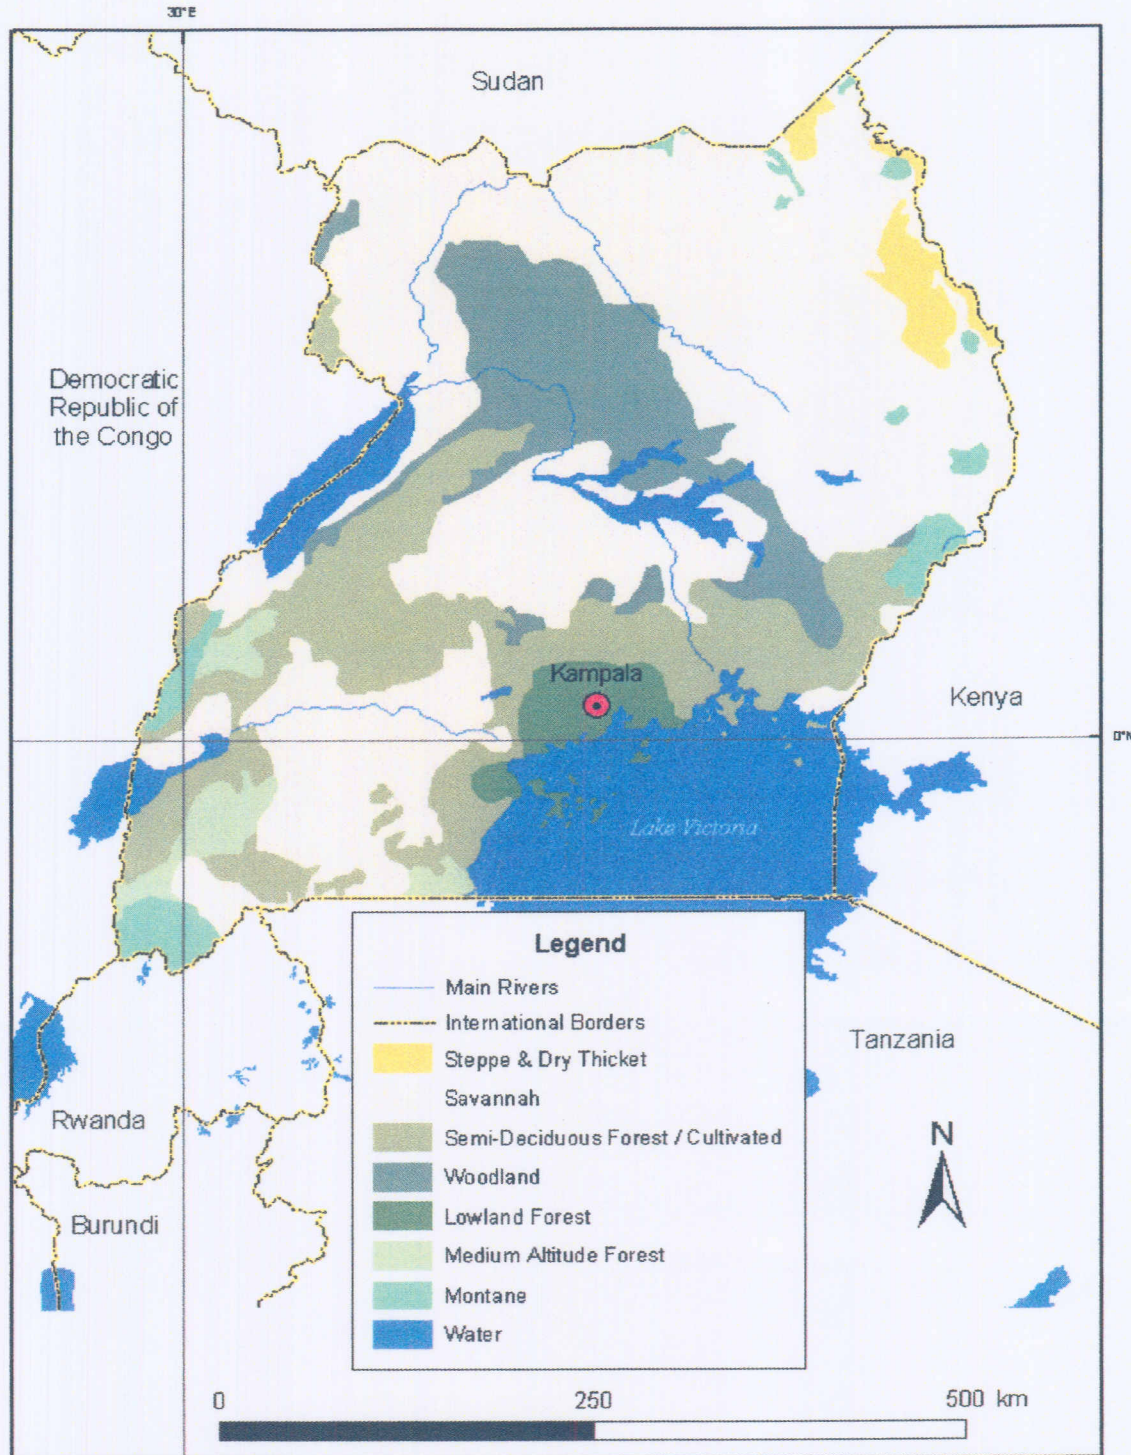 30°E
Sudan
Democratic
Republic of
the Congo
Kampala
Kenya
0°N
Lake Victoria
Legend
Main Rivers
International Borders
Steppe & Dry Thicket
Savannah
Semi-Deciduous Forest / Cultivated
Woodland
Lowland Forest
Medium Altitude Forest
Montane
Water
Tanzania
Rwanda
N
Burundi
0 250 500 km